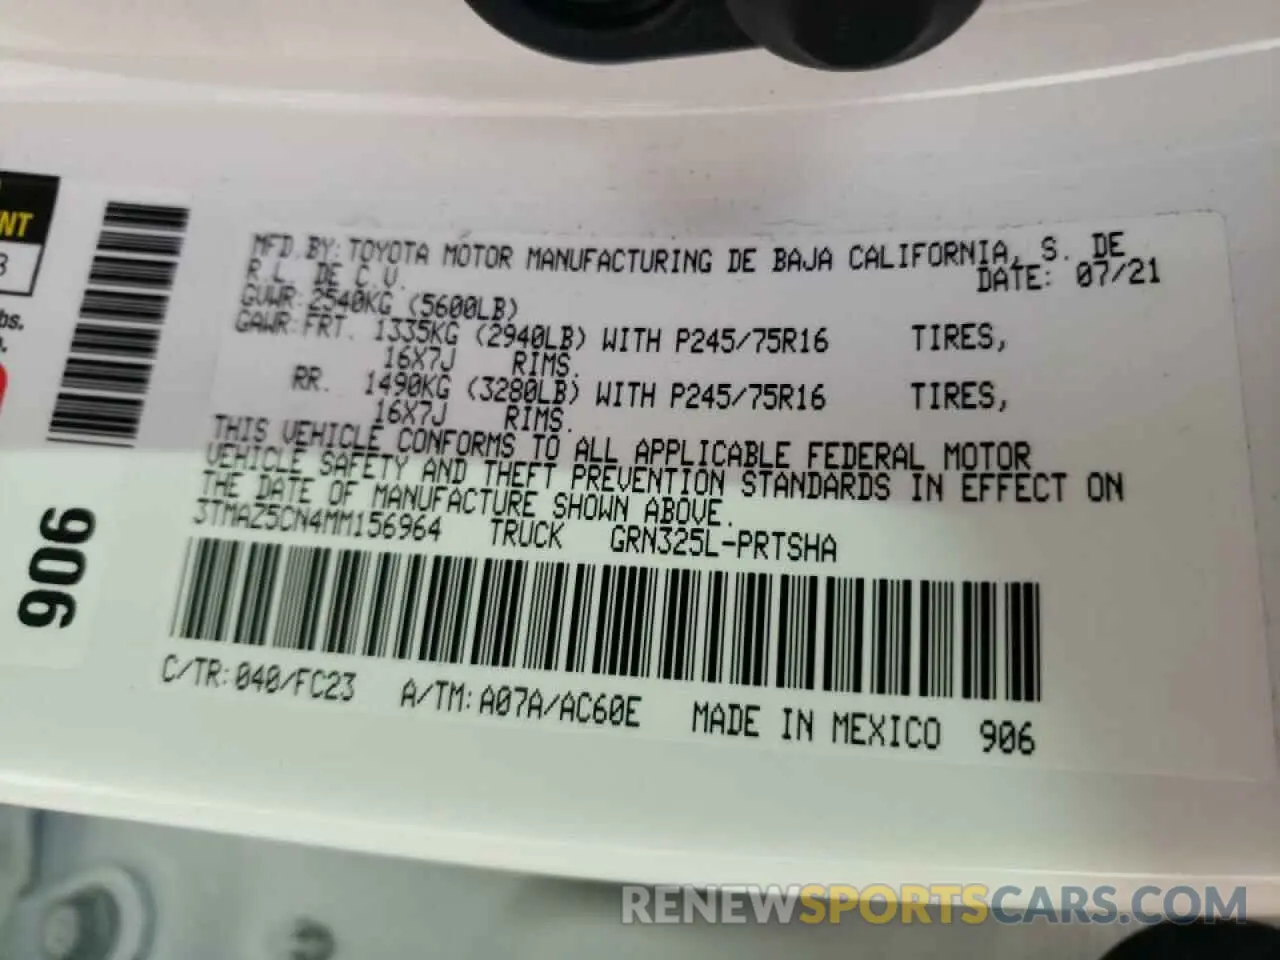 NT
3
bs.
906
MFD.BY:TOYOTA MOTOR MANUFACTURING DE BAJA CALIFORNIA, S. DE
R.L. DE C.V. DATE: 07/21
GVWR:2540KG (5600LB)
GAWR:FRT. 1335KG (2940LB) WITH P245/75R16 TIRES,
16X7J RIMS.
RR. 1490KG (3280LB) WITH P245/75R16 TIRES,
16X7J RIMS.
THIS VEHICLE CONFORMS TO ALL APPLICABLE FEDERAL MOTOR
VEHICLE SAFETY AND THEFT PREVENTION STANDARDS IN EFFECT ON
THE DATE OF MANUFACTURE SHOWN ABOVE.
3TMAZ5CN4MM156964 TRUCK GRN325L-PRTSHA
C/TR:040/FC23 A/TM:A07A/AC60E MADE IN MEXICO 906
RENEWSPORTSCARS.COM